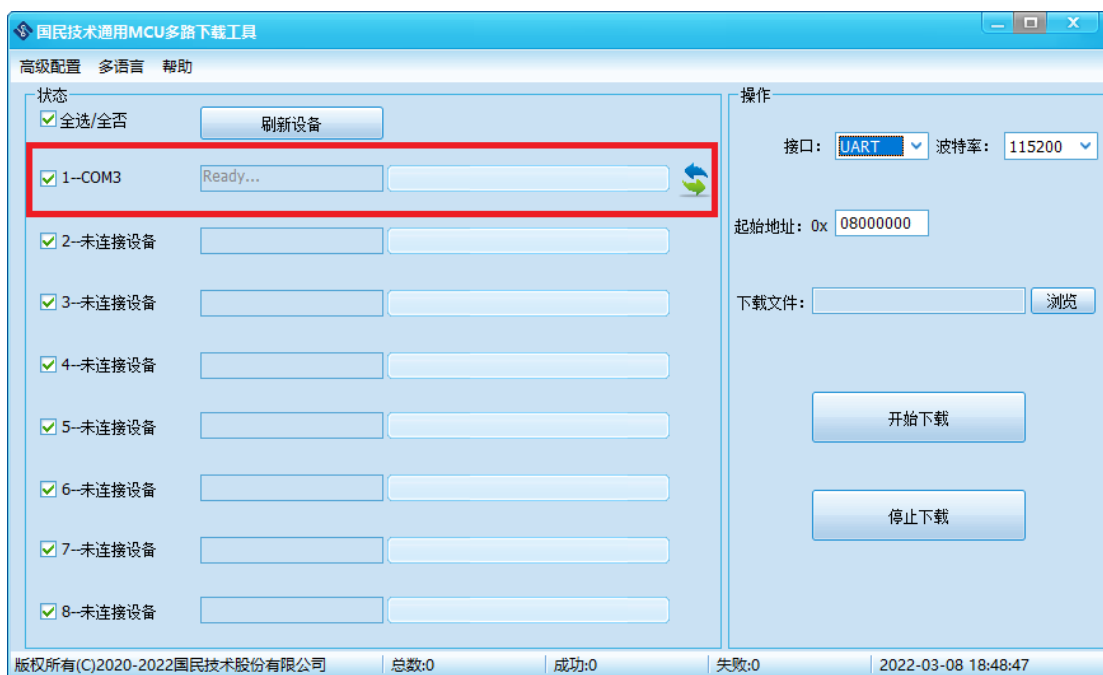 国民技术通用MCU多路下载工具
高级配置 多语言 帮助
状态
全选/全否 刷新设备
1--COM3 Ready...
2--未连接设备
3--未连接设备
4--未连接设备
5--未连接设备
6--未连接设备
7--未连接设备
8--未连接设备
操作
接口： UART 波特率： 115200
起始地址：0x 08000000
下载文件： 浏览
开始下载
停止下载
版权所有(C)2020-2022国民技术股份有限公司 总数:0 成功:0 失败:0 2022-03-08 18:48:47